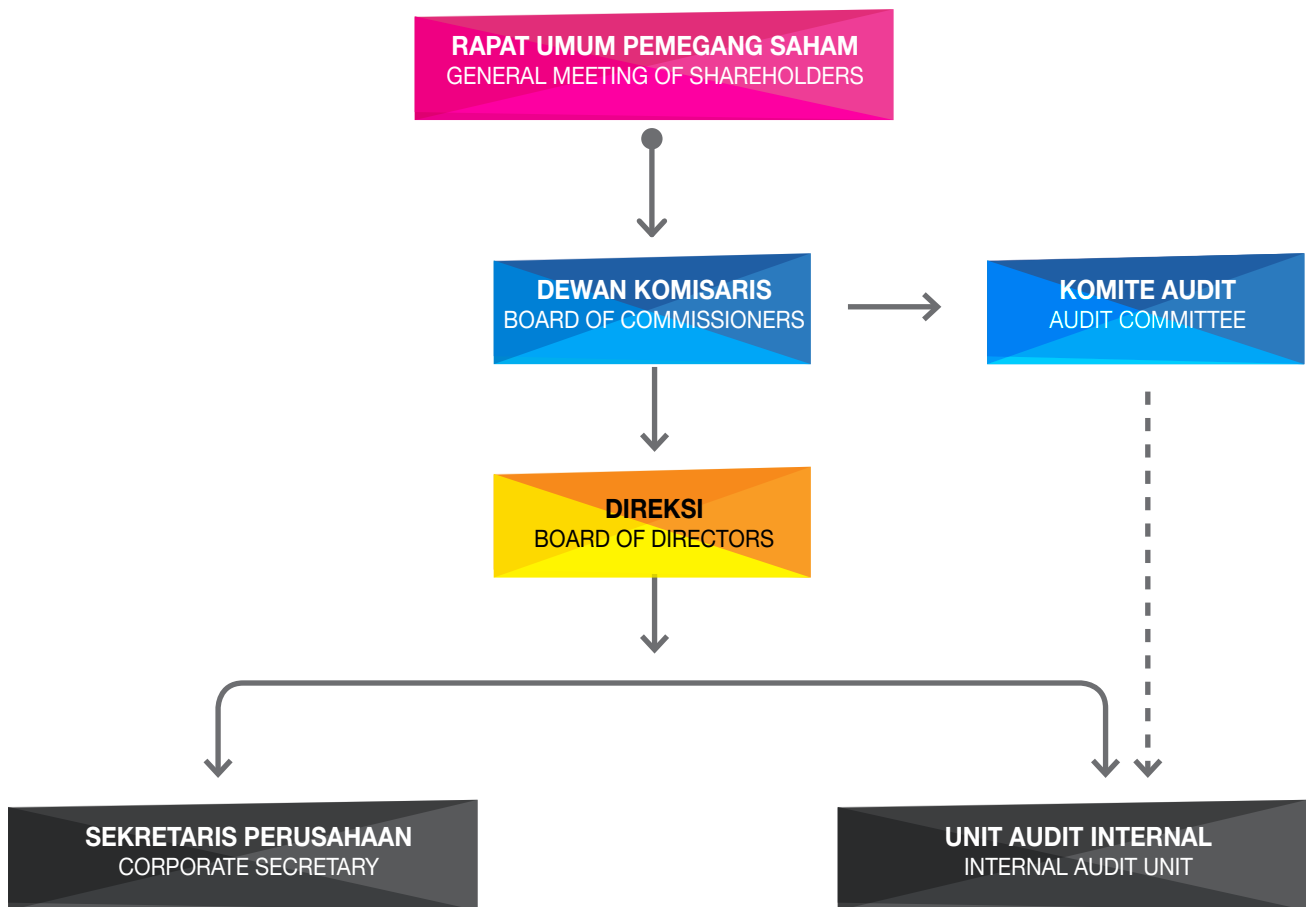 RAPAT UMUM PEMEGANG SAHAM
GENERAL MEETING OF SHAREHOLDERS
DEWAN KOMISARIS
BOARD OF COMMISSIONERS
KOMITE AUDIT
AUDIT COMMITTEE
DIREKSI
BOARD OF DIRECTORS
SEKRETARIS PERUSAHAAN
CORPORATE SECRETARY
UNIT AUDIT INTERNAL
INTERNAL AUDIT UNIT